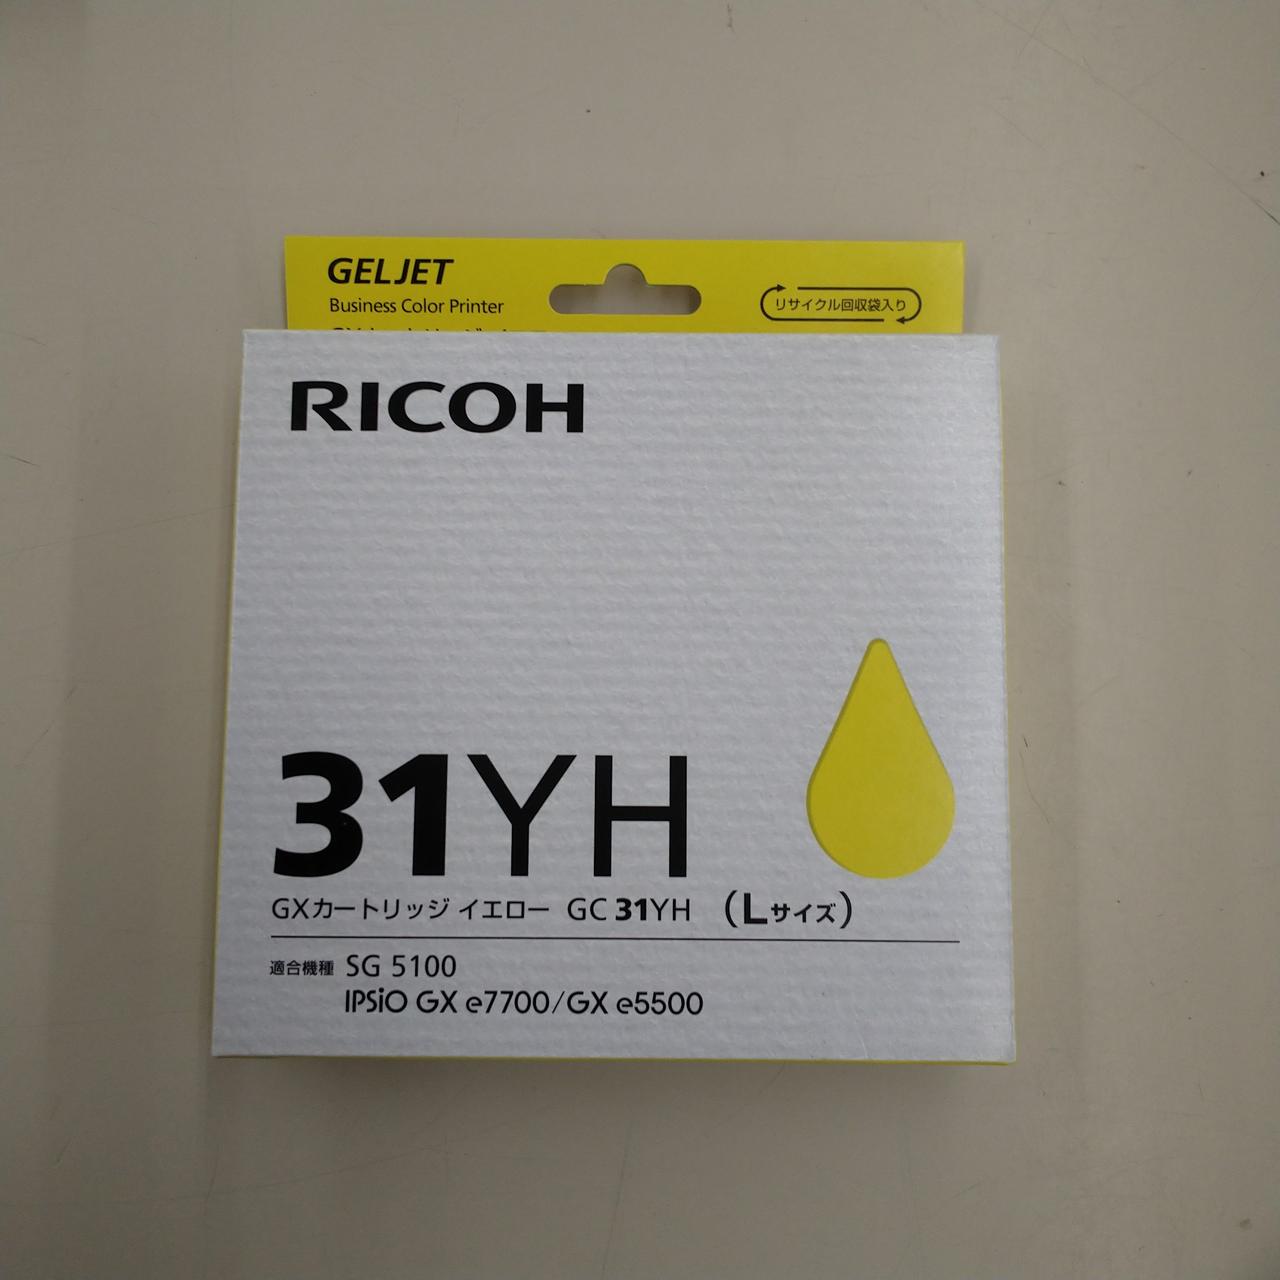 GELJET
Business Color Printer
リサイクル回収袋入り
RICOH
31YH
GXカートリッジ イエロー GC 31YH (Lサイズ)
適合機種 SG 5100
IPSiO GX e7700/GX e5500